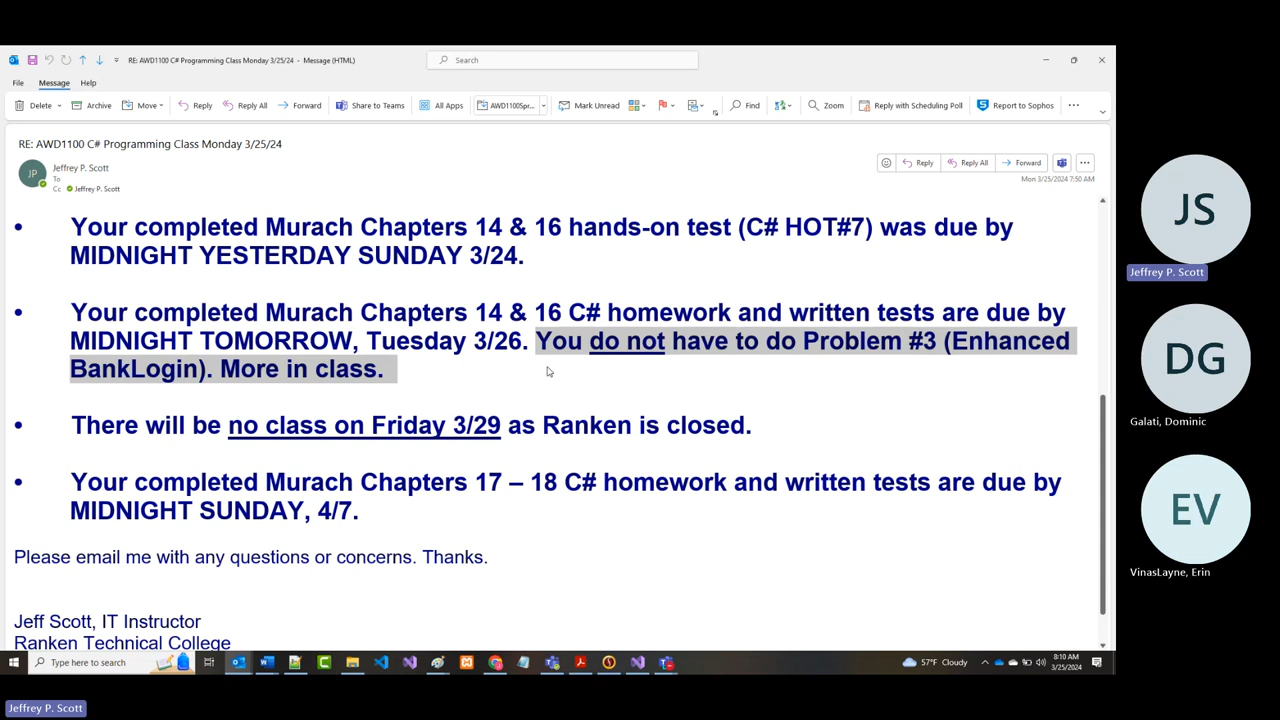 RE: AWD1100 C# Programming Class Monday 3/25/24 - Message (HTML)
Search
File Message Help
Delete Archive Move Reply Reply All Forward Share to Teams All Apps AWD1100Spr... Mark Unread Find Zoom Reply with Scheduling Poll Report to Sophos
RE: AWD1100 C# Programming Class Monday 3/25/24
JP
Jeffrey P. Scott
To
Cc Jeffrey P. Scott
Reply Reply All Forward
Mon 3/25/2024 7:50 AM
• Your completed Murach Chapters 14 & 16 hands-on test (C# HOT#7) was due by
MIDNIGHT YESTERDAY SUNDAY 3/24.
• Your completed Murach Chapters 14 & 16 C# homework and written tests are due by
MIDNIGHT TOMORROW, Tuesday 3/26. You do not have to do Problem #3 (Enhanced
BankLogin). More in class.
• There will be no class on Friday 3/29 as Ranken is closed.
• Your completed Murach Chapters 17 – 18 C# homework and written tests are due by
MIDNIGHT SUNDAY, 4/7.
Please email me with any questions or concerns. Thanks.
Jeff Scott, IT Instructor
Ranken Technical College
Type here to search
57°F Cloudy
8:10 AM
3/25/2024
JS
Jeffrey P. Scott
DG
Galati, Dominic
EV
VinasLayne, Erin
Jeffrey P. Scott